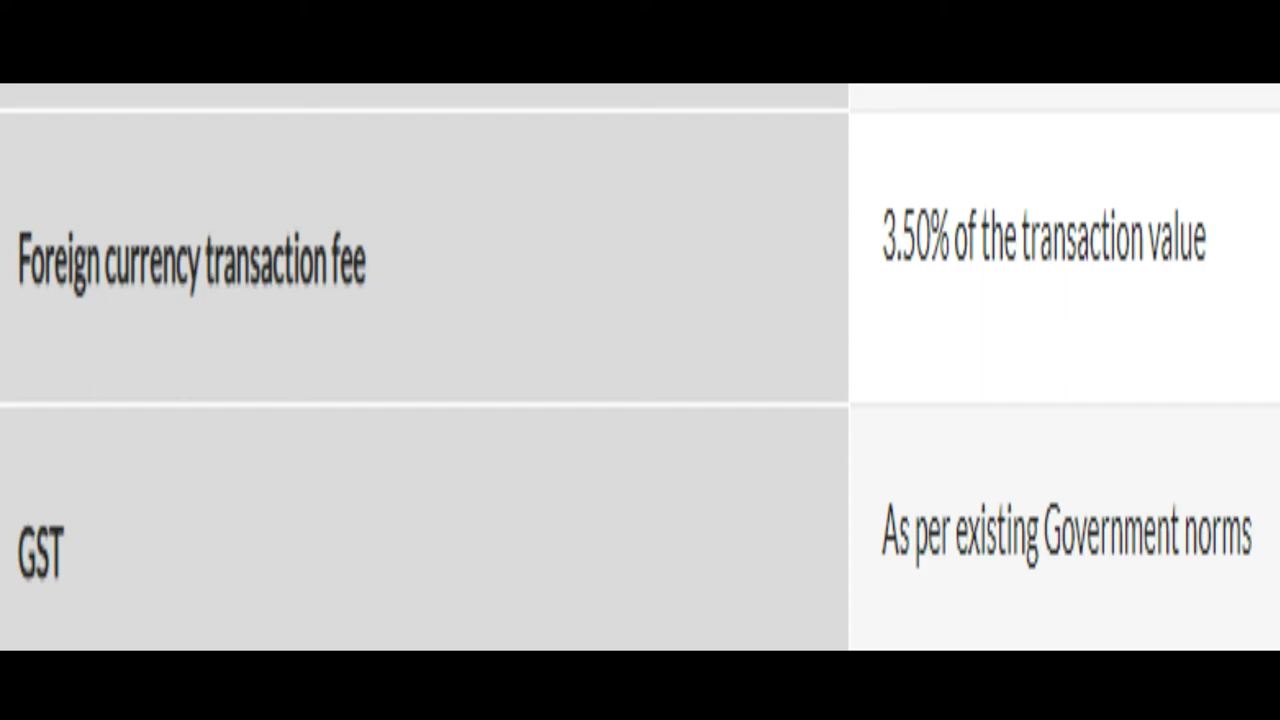 Foreign currency transaction fee
3.50% of the transaction value
GST
As per existing Government norms